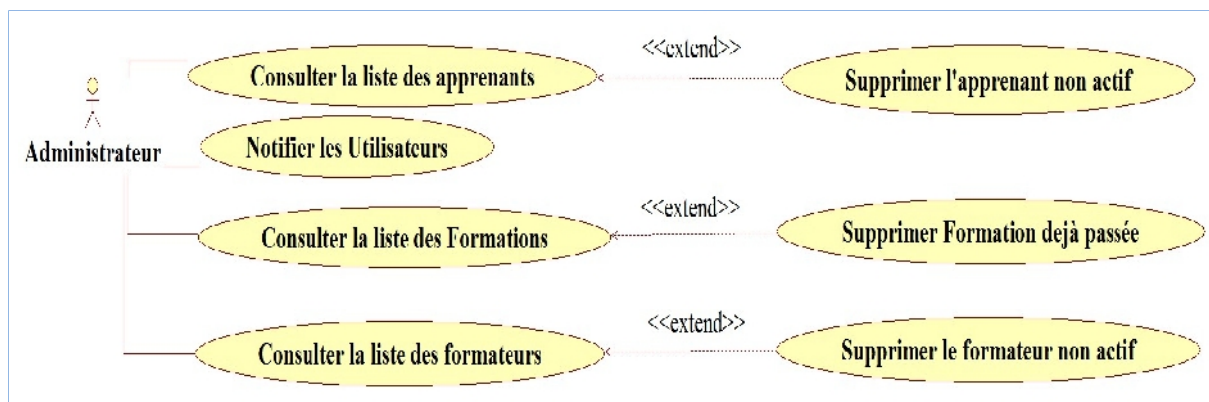 <<extend>>
Consulter la liste des apprenants
Supprimer l'apprenant non actif
Administrateur
Notifier les Utilisateurs
<<extend>>
Consulter la liste des Formations
Supprimer Formation dejà passée
<<extend>>
Consulter la liste des formateurs
Supprimer le formateur non actif